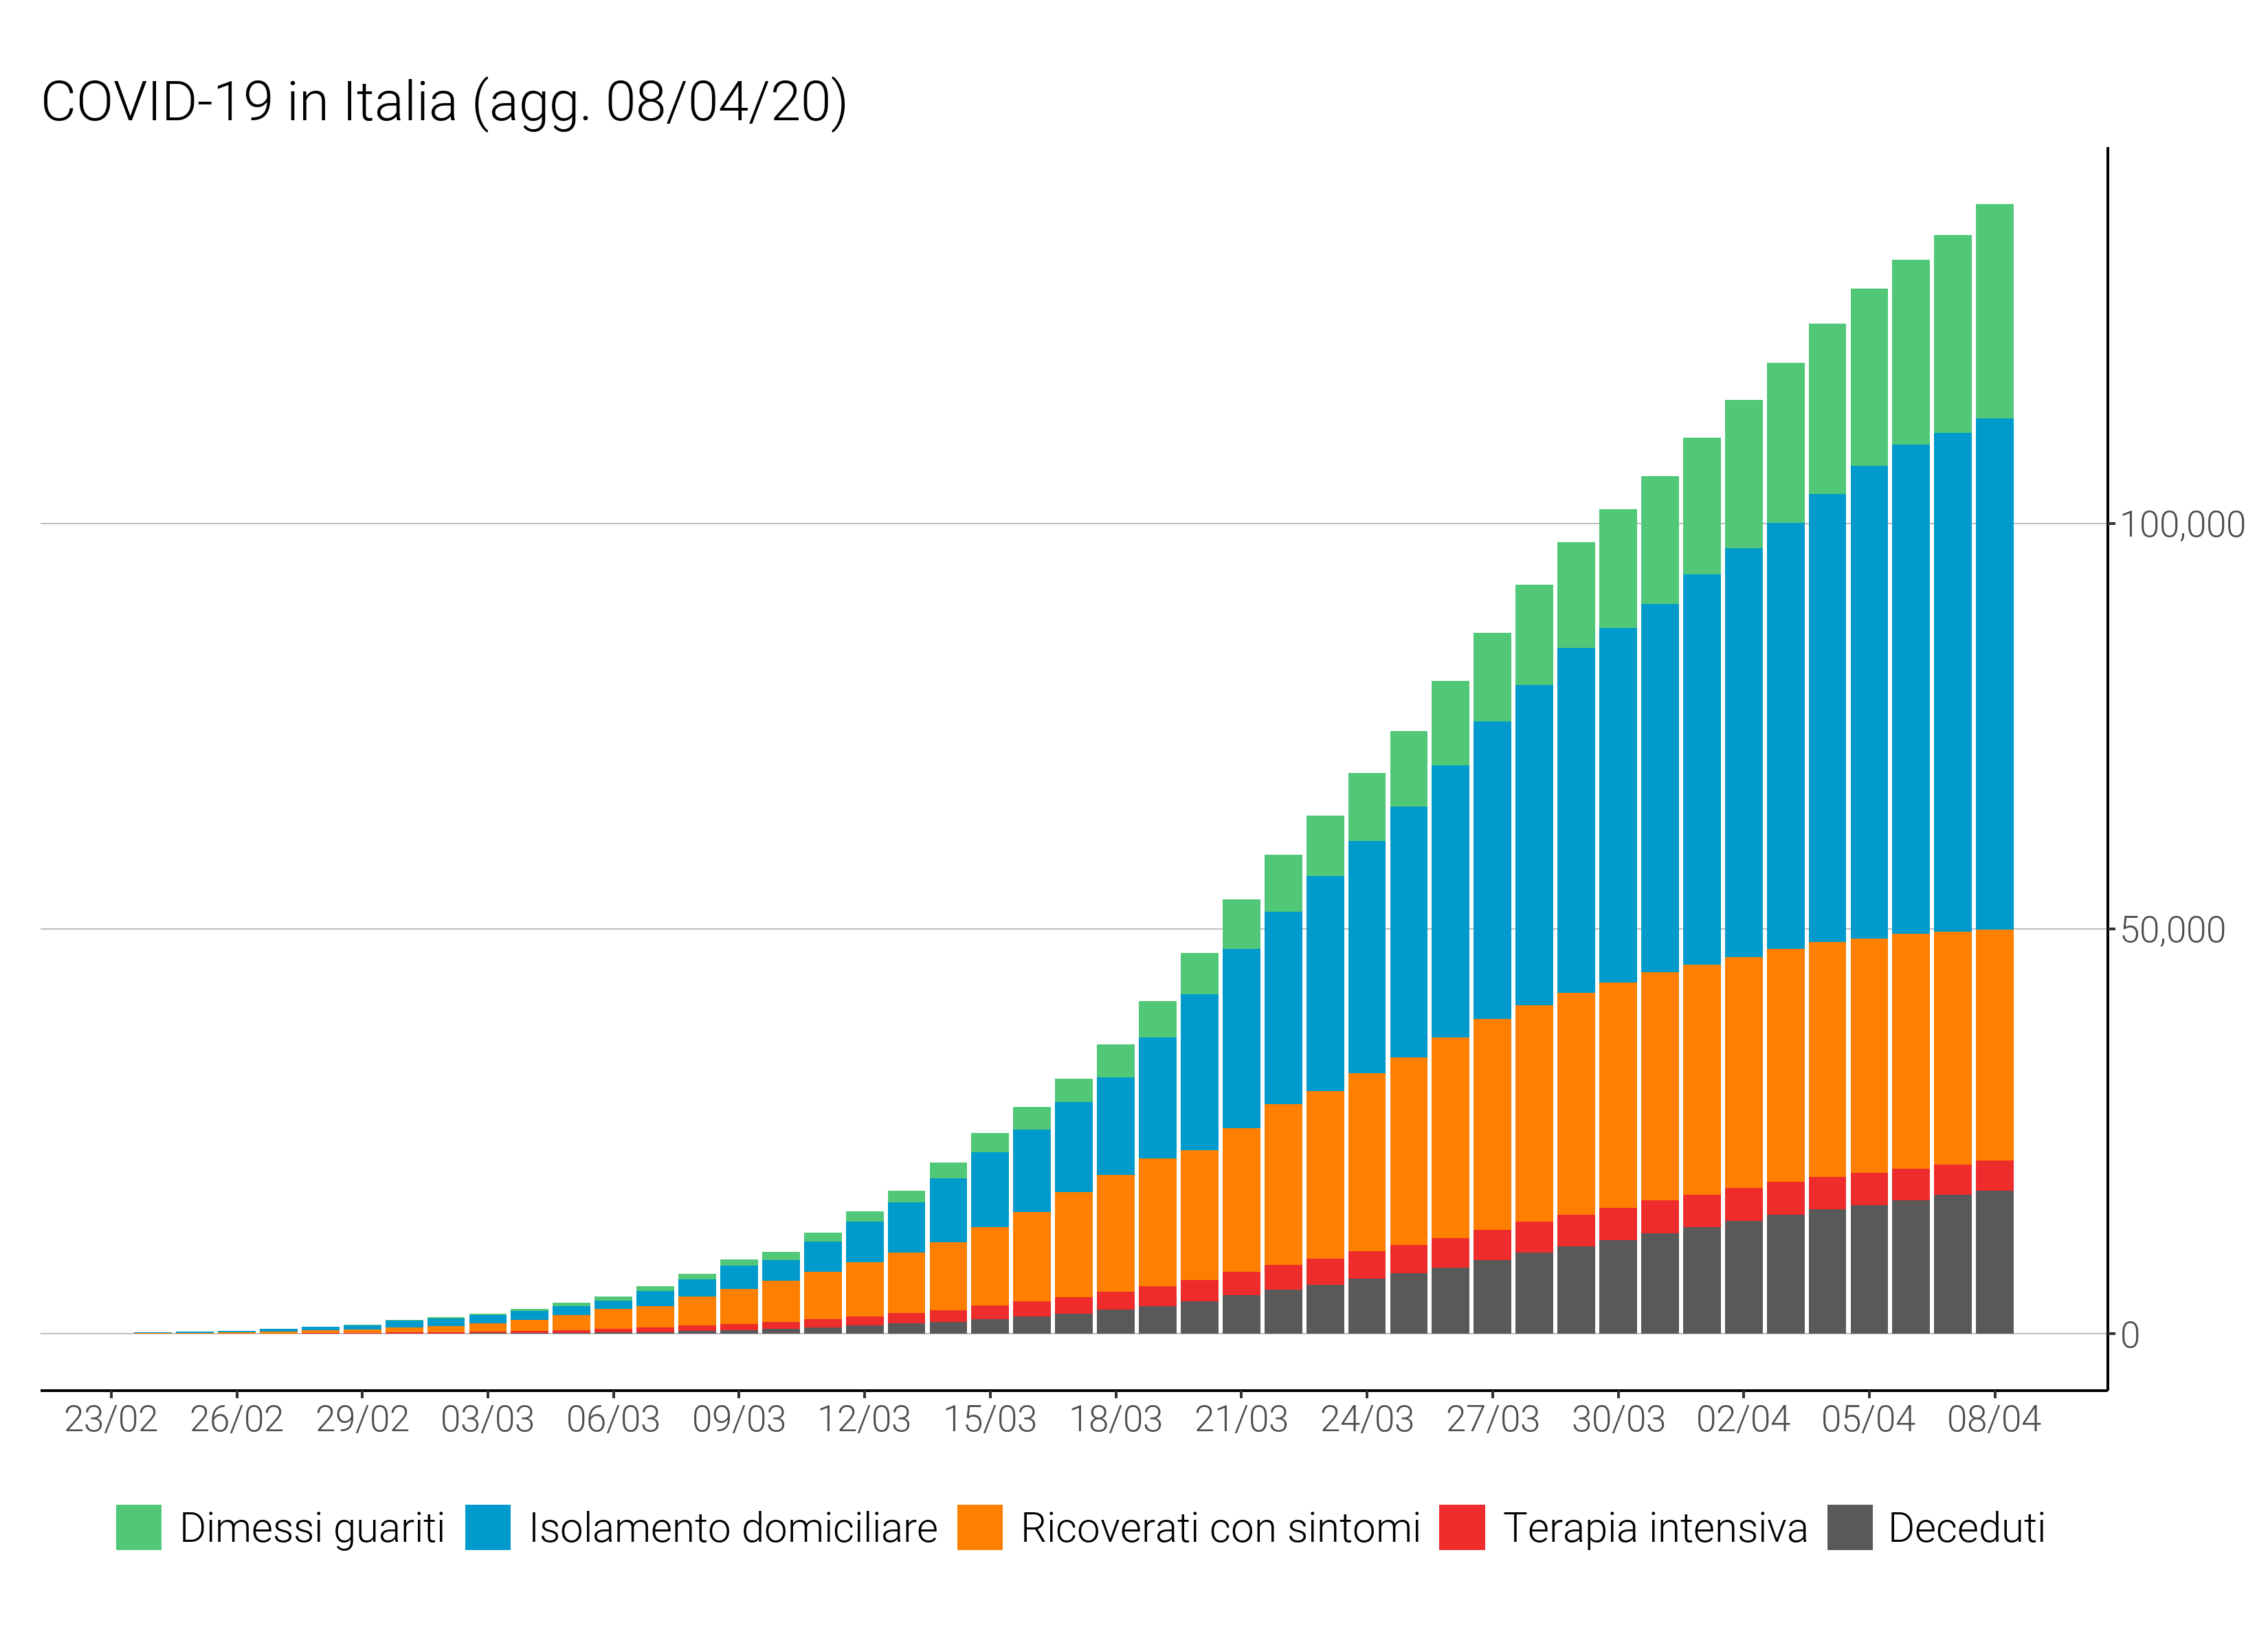 COVID-19 in Italia (agg. 08/04/20)
100,000
50,000
0
23/02 26/02 29/02 03/03 06/03 09/03 12/03 15/03 18/03 21/03 24/03 27/03 30/03 02/04 05/04 08/04
Dimessi guariti Isolamento domiciliare Ricoverati con sintomi Terapia intensiva Deceduti